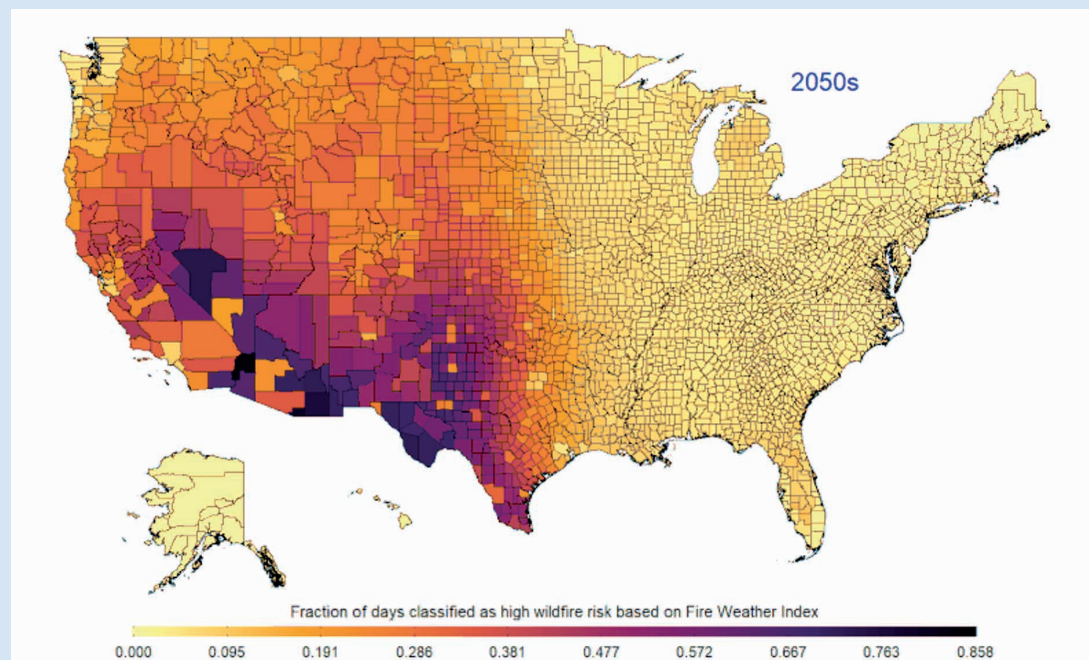 2050s
Fraction of days classified as high wildfire risk based on Fire Weather Index
0.000 0.095 0.191 0.286 0.381 0.477 0.572 0.667 0.763 0.858